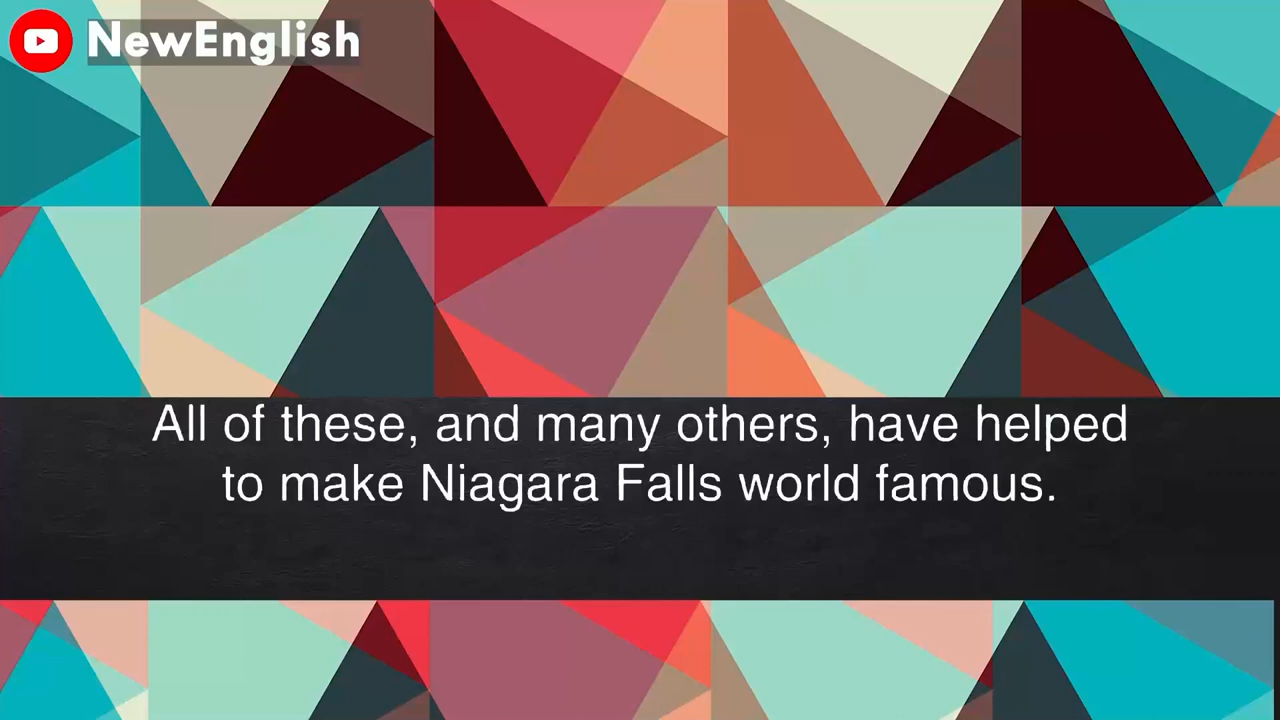 NewEnglish
All of these, and many others, have helped
to make Niagara Falls world famous.